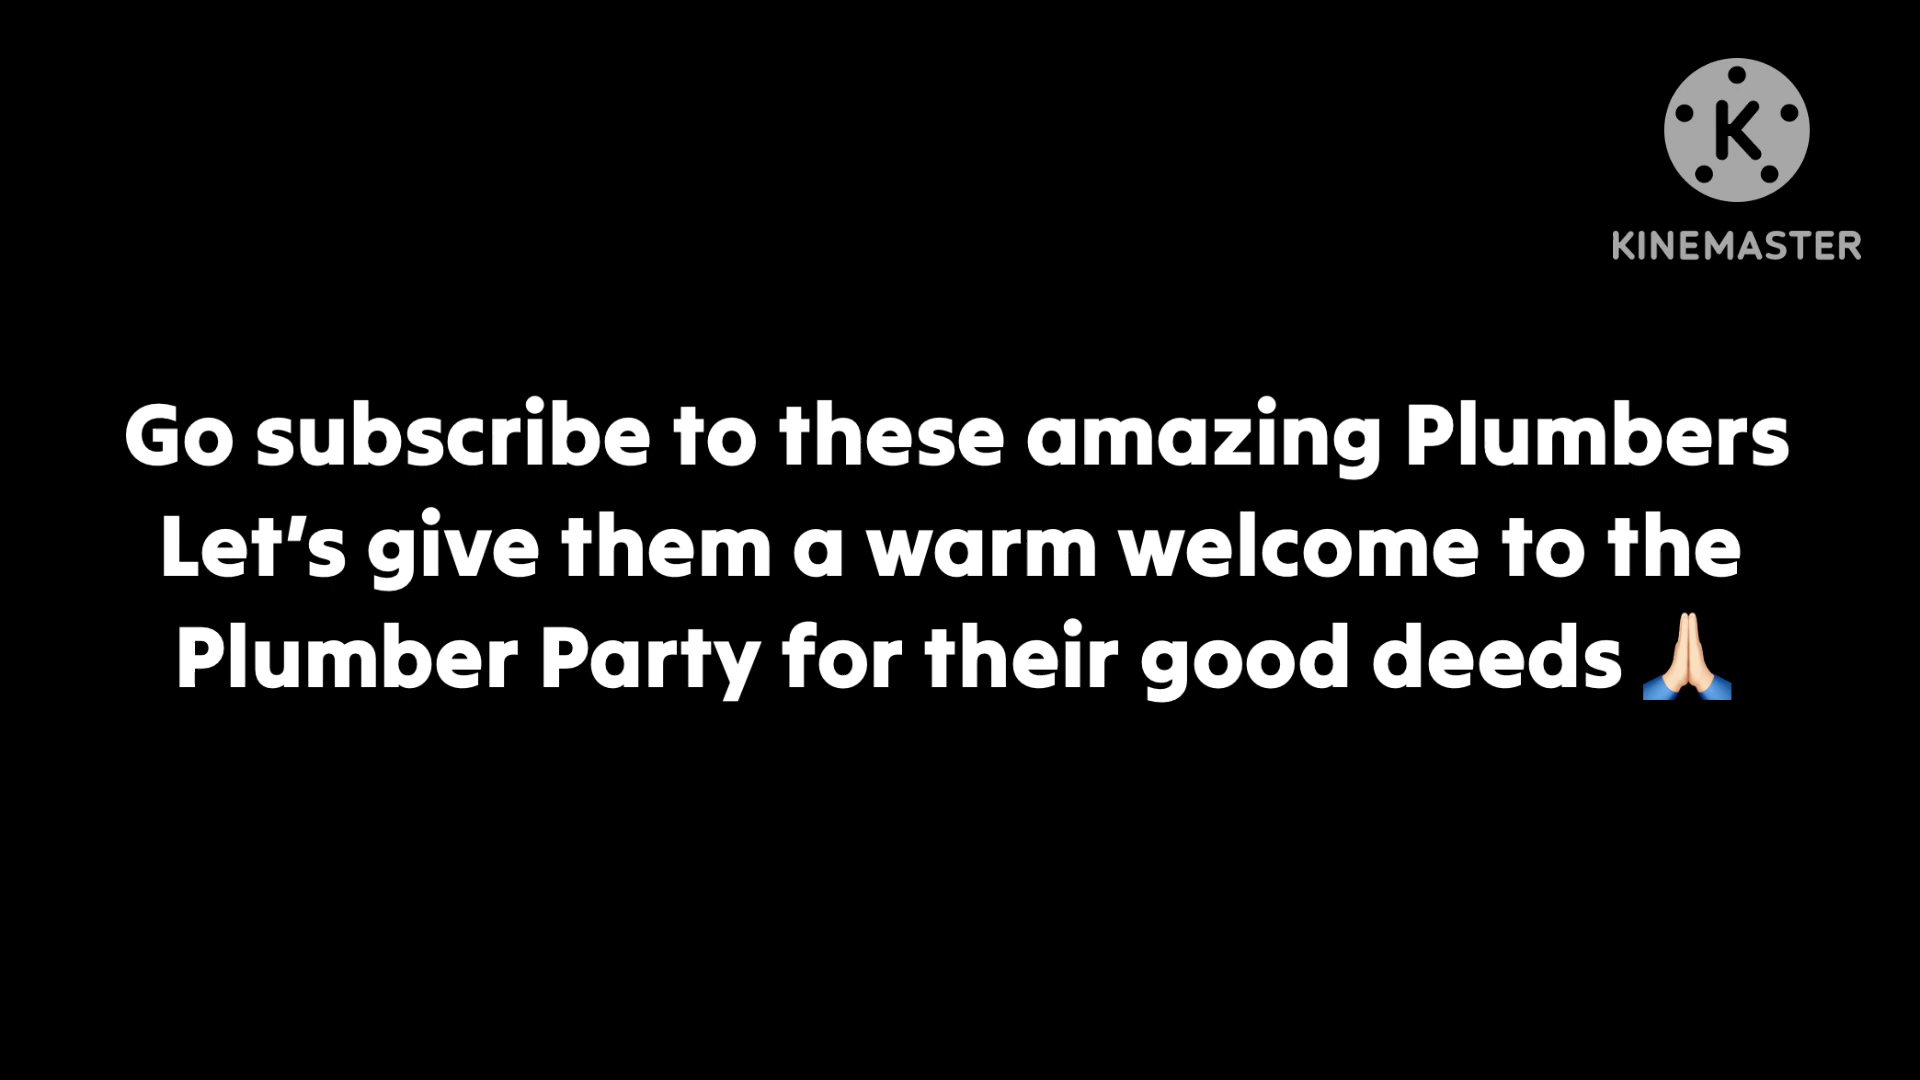 K
KINEMASTER
Go subscribe to these amazing Plumbers
Let's give them a warm welcome to the
Plumber Party for their good deeds 🙏🏻